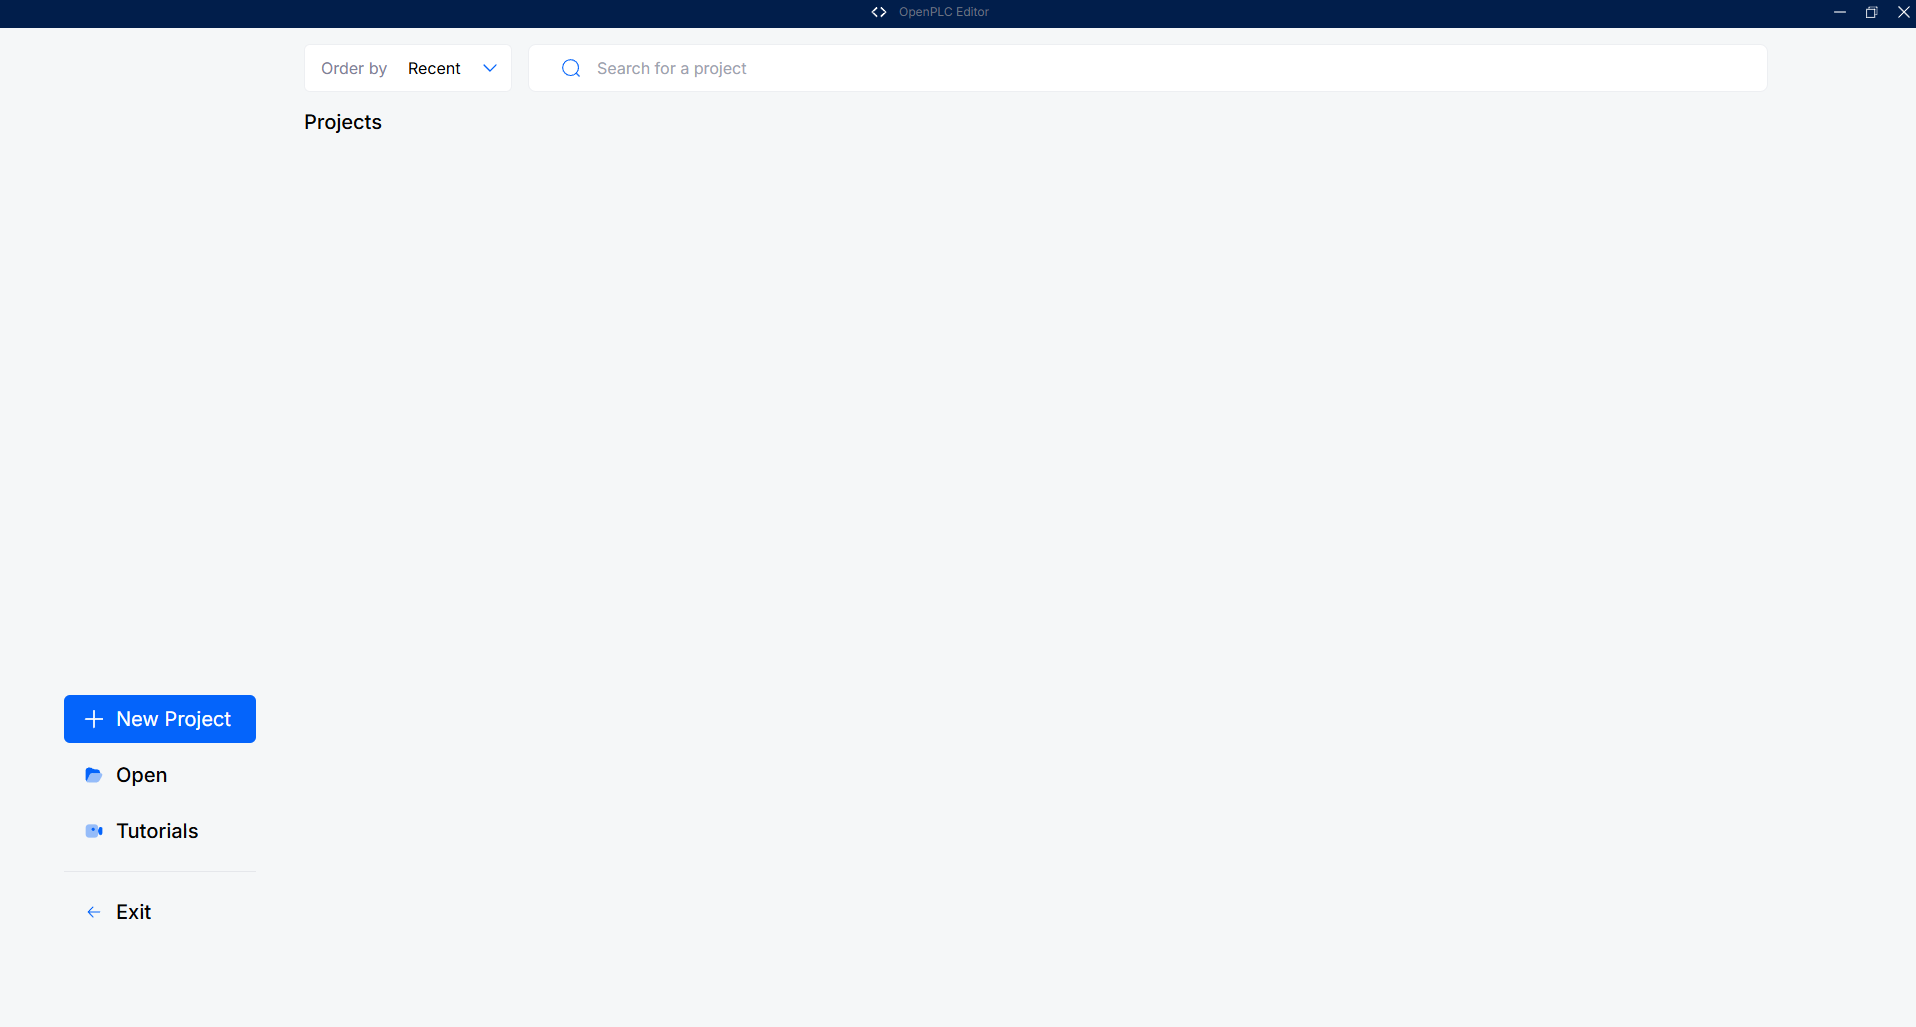 OpenPLC Editor
Order by Recent
Search for a project
Projects
New Project
Open
Tutorials
Exit